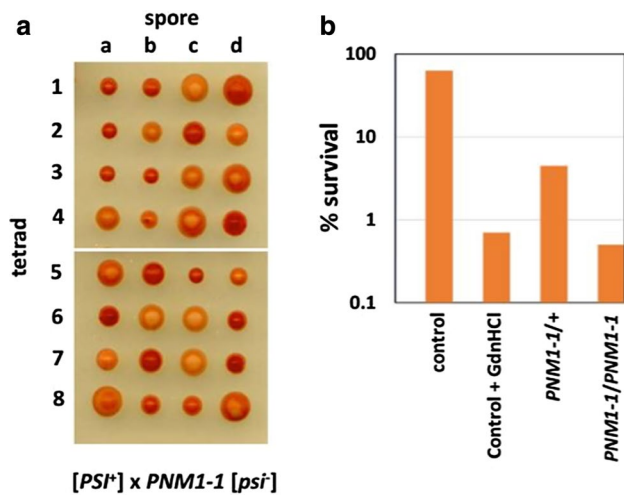 a
spore
a b c d
1
2
3
4
5
6
7
8
tetrad
[PSI+] x PNM1-1 [psi-]
b
100
10
1
0.1
% survival
control
Control + GdnHCl
PNM1-1/+
PNM1-1/PNM1-1